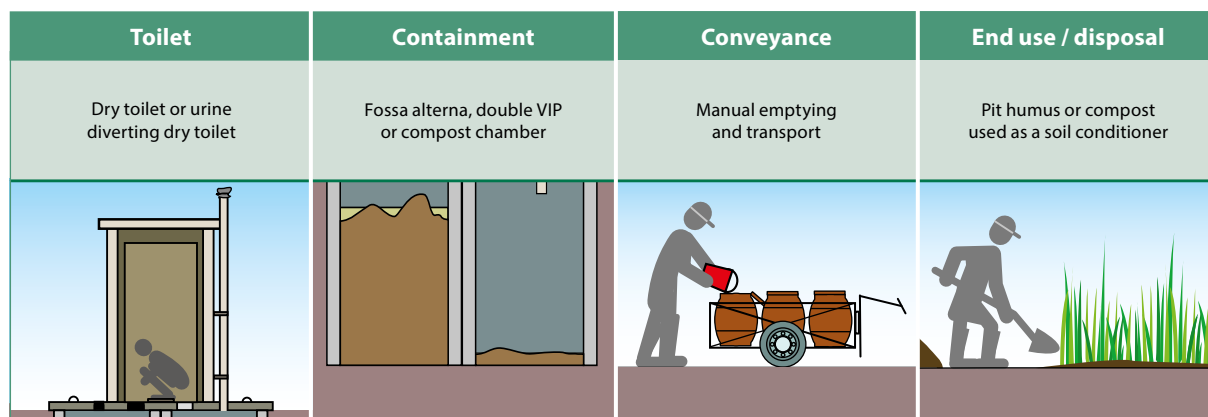 Toilet
Containment
Conveyance
End use / disposal
Dry toilet or urine
diverting dry toilet
Fossa alterna, double VIP
or compost chamber
Manual emptying
and transport
Pit humus or compost
used as a soil conditioner